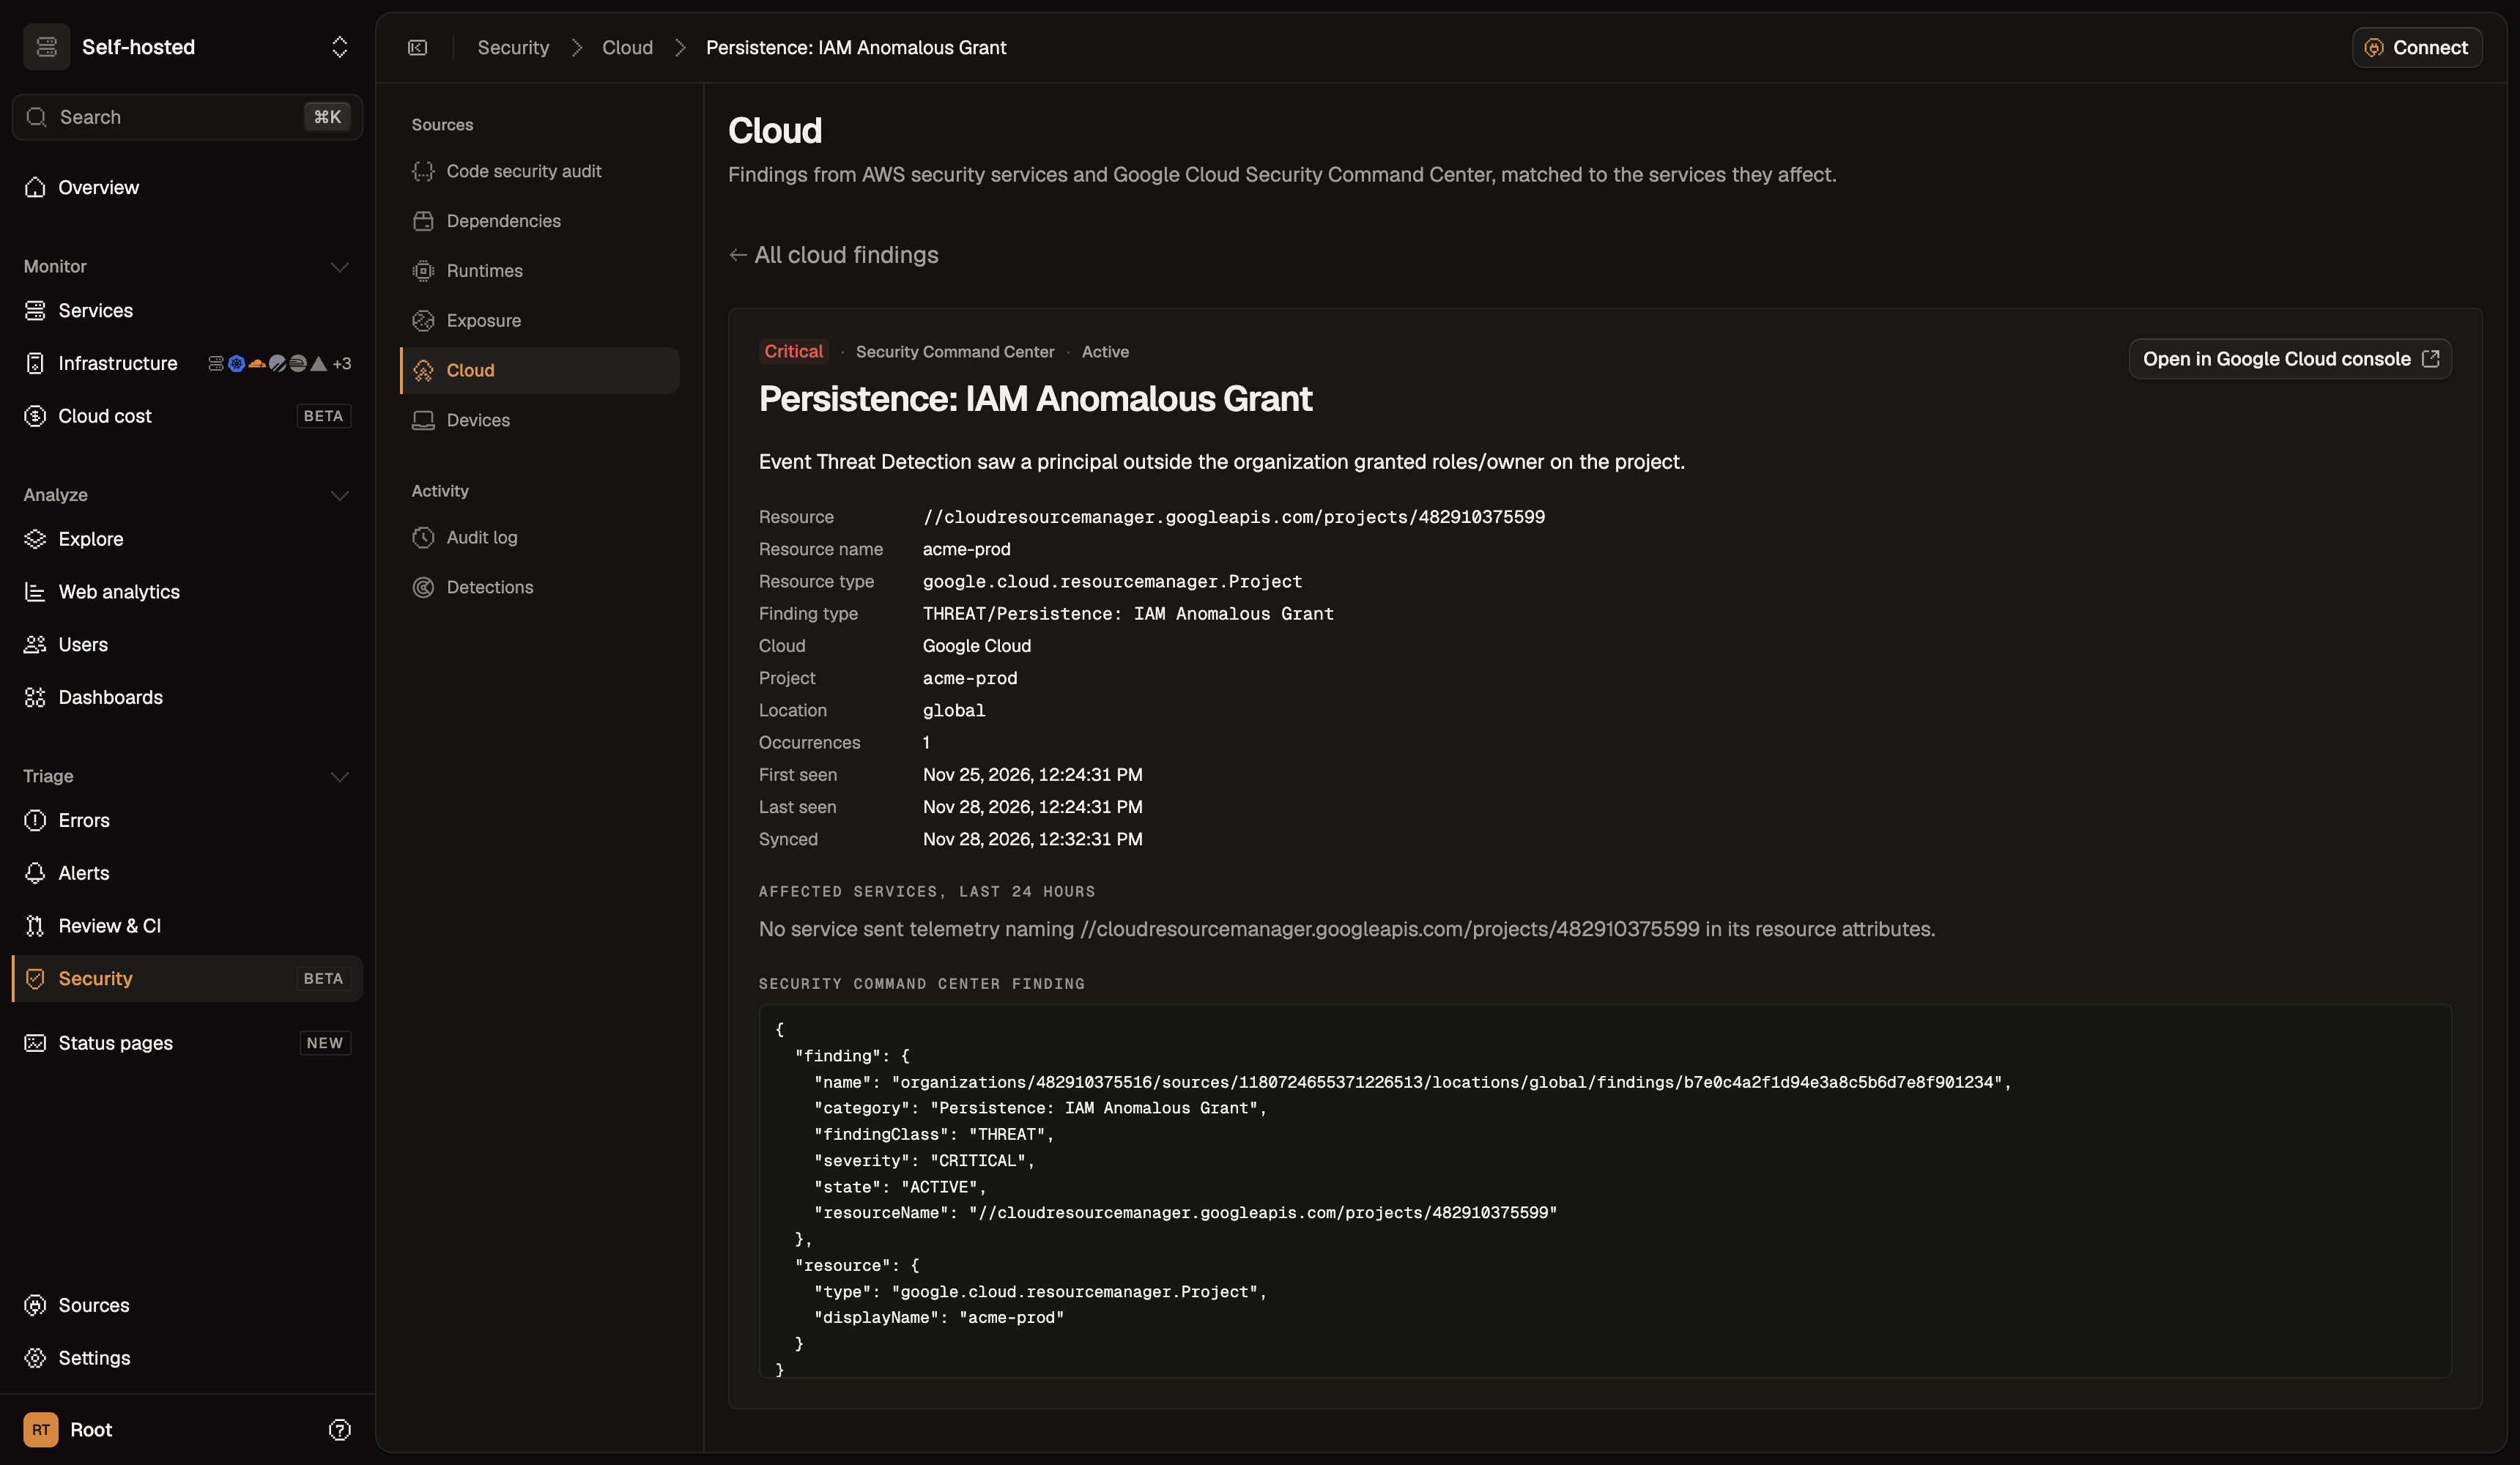 Self-hosted
Search ⌘K
Overview
Monitor
Services
Infrastructure +3
Cloud cost BETA
Analyze
Explore
Web analytics
Users
Dashboards
Triage
Errors
Alerts
Review & CI
Security BETA
Status pages NEW
Sources
Settings
RT Root
Security Cloud Persistence: IAM Anomalous Grant
Connect
Sources
Code security audit
Dependencies
Runtimes
Exposure
Cloud
Devices
Activity
Audit log
Detections
Cloud
Findings from AWS security services and Google Cloud Security Command Center, matched to the services they affect.
← All cloud findings
Critical · Security Command Center · Active
Open in Google Cloud console
Persistence: IAM Anomalous Grant
Event Threat Detection saw a principal outside the organization granted roles/owner on the project.
Resource //cloudresourcemanager.googleapis.com/projects/482910375599
Resource name acme-prod
Resource type google.cloud.resourcemanager.Project
Finding type THREAT/Persistence: IAM Anomalous Grant
Cloud Google Cloud
Project acme-prod
Location global
Occurrences 1
First seen Nov 25, 2026, 12:24:31 PM
Last seen Nov 28, 2026, 12:24:31 PM
Synced Nov 28, 2026, 12:32:31 PM
AFFECTED SERVICES, LAST 24 HOURS
No service sent telemetry naming //cloudresourcemanager.googleapis.com/projects/482910375599 in its resource attributes.
SECURITY COMMAND CENTER FINDING
{
"finding": {
"name": "organizations/482910375516/sources/1180724655371226513/locations/global/findings/b7e0c4a2f1d94e3a8c5b6d7e8f901234",
"category": "Persistence: IAM Anomalous Grant",
"findingClass": "THREAT",
"severity": "CRITICAL",
"state": "ACTIVE",
"resourceName": "//cloudresourcemanager.googleapis.com/projects/482910375599"
},
"resource": {
"type": "google.cloud.resourcemanager.Project",
"displayName": "acme-prod"
}
}